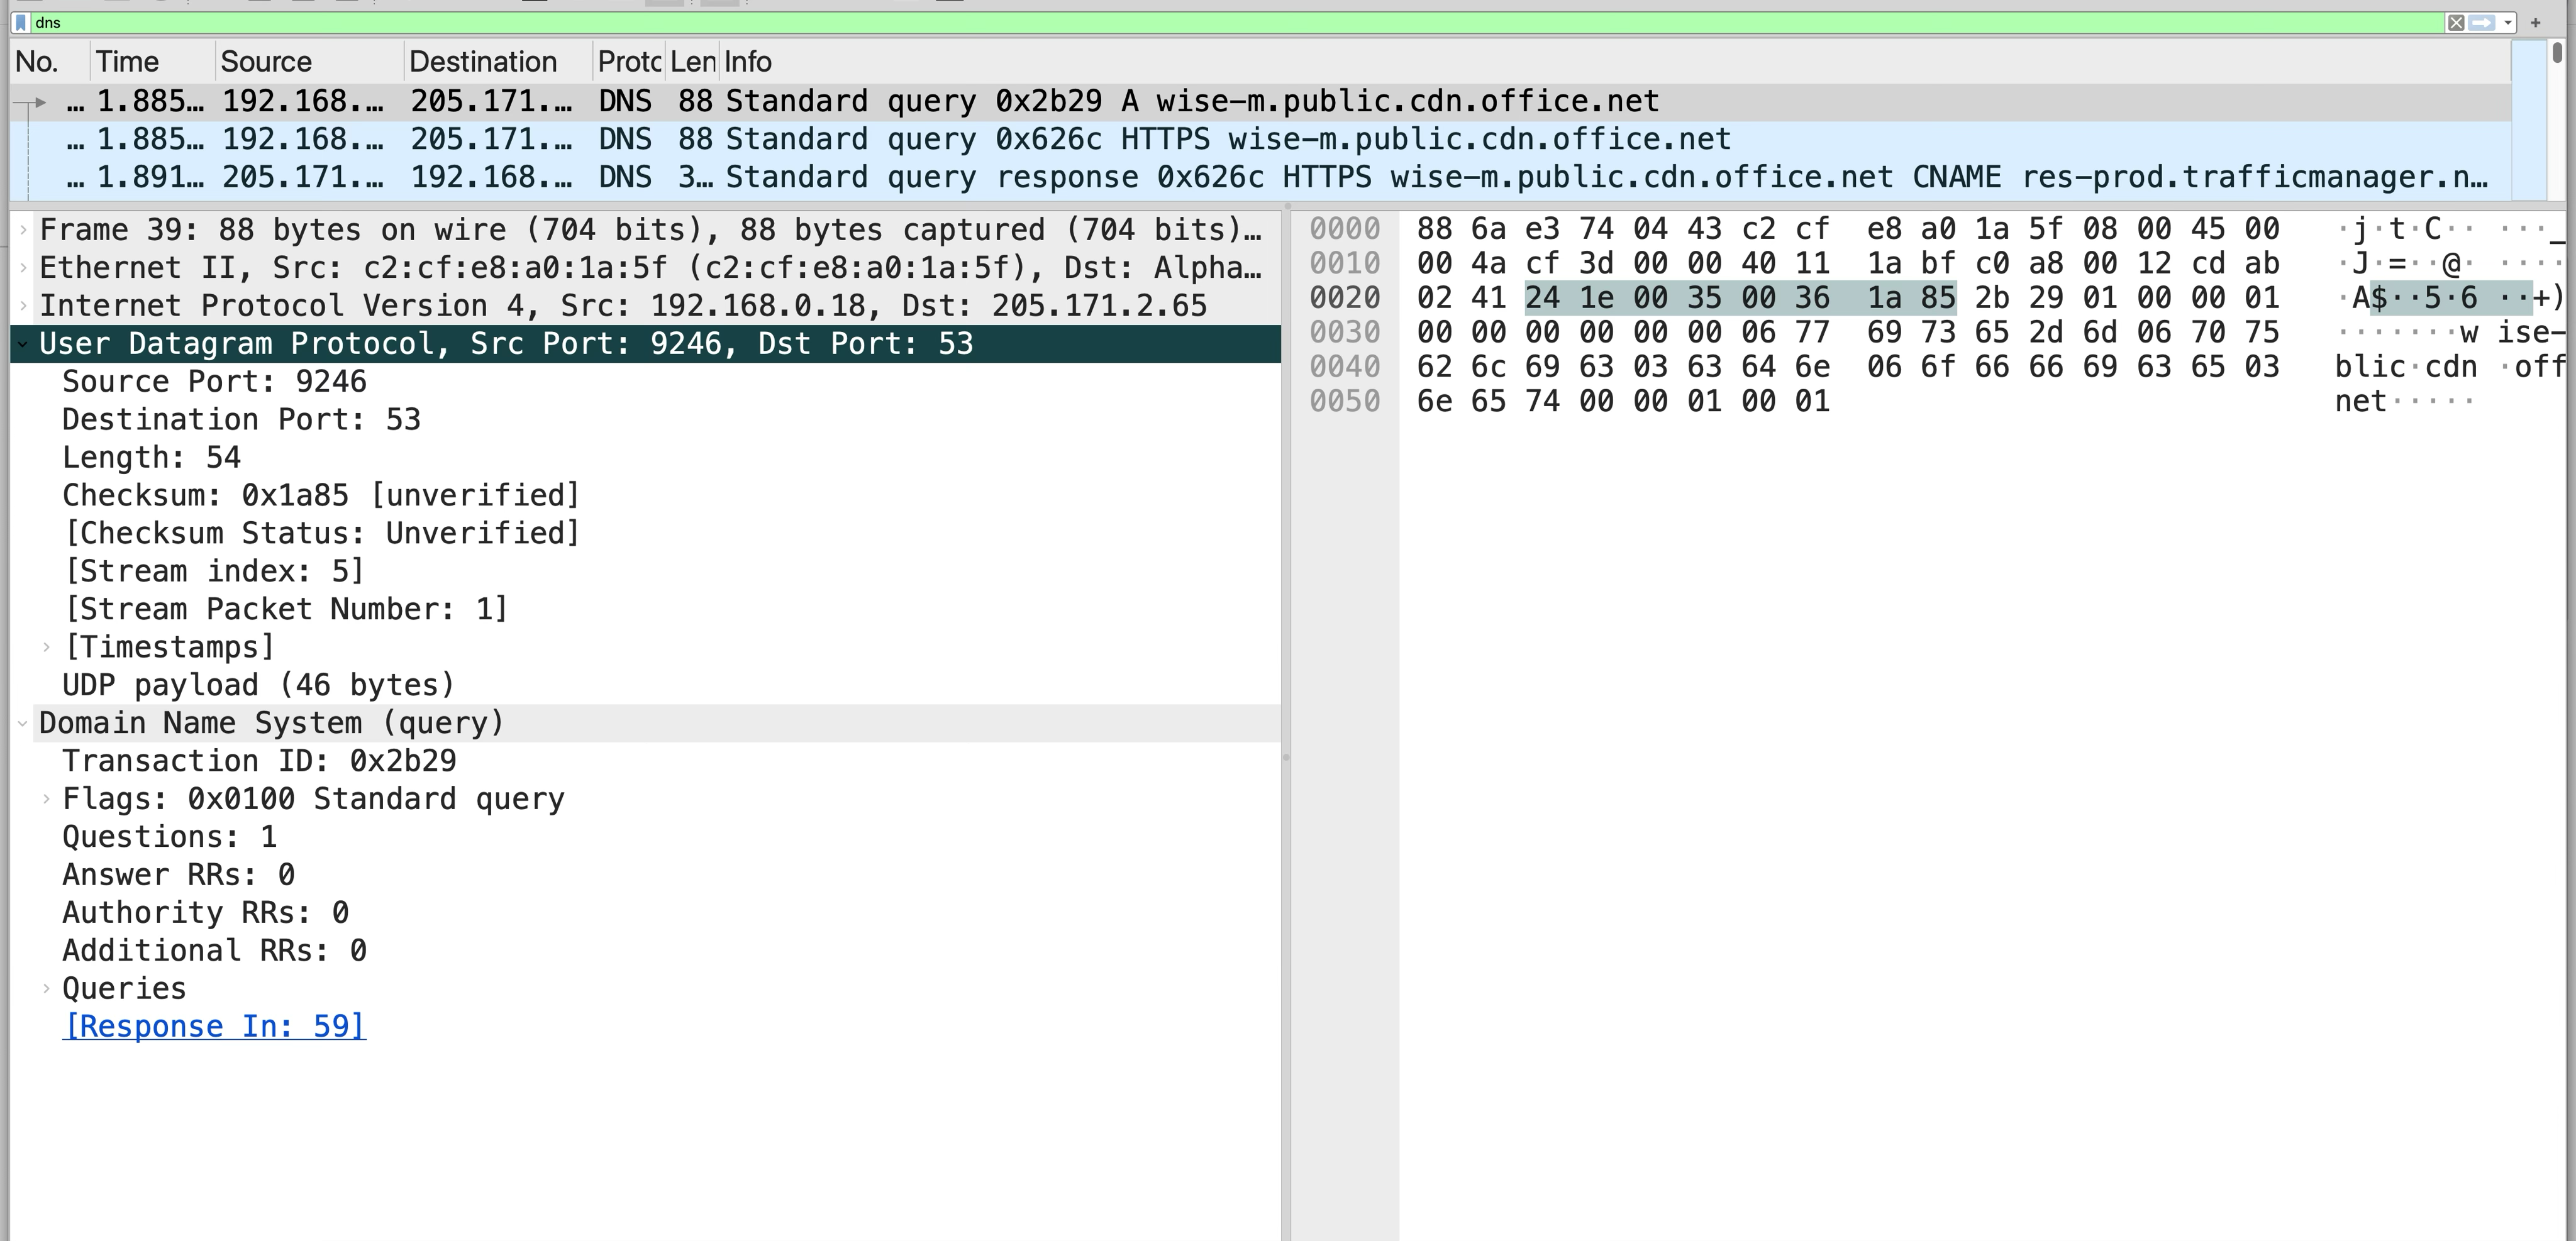 dns
No. Time Source Destination Protc Len Info
… 1.885… 192.168.… 205.171.… DNS 88 Standard query 0x2b29 A wise-m.public.cdn.office.net
… 1.885… 192.168.… 205.171.… DNS 88 Standard query 0x626c HTTPS wise-m.public.cdn.office.net
… 1.891… 205.171.… 192.168.… DNS 3… Standard query response 0x626c HTTPS wise-m.public.cdn.office.net CNAME res-prod.trafficmanager.n…
Frame 39: 88 bytes on wire (704 bits), 88 bytes captured (704 bits)…
Ethernet II, Src: c2:cf:e8:a0:1a:5f (c2:cf:e8:a0:1a:5f), Dst: Alpha…
Internet Protocol Version 4, Src: 192.168.0.18, Dst: 205.171.2.65
User Datagram Protocol, Src Port: 9246, Dst Port: 53
Source Port: 9246
Destination Port: 53
Length: 54
Checksum: 0x1a85 [unverified]
[Checksum Status: Unverified]
[Stream index: 5]
[Stream Packet Number: 1]
[Timestamps]
UDP payload (46 bytes)
Domain Name System (query)
Transaction ID: 0x2b29
Flags: 0x0100 Standard query
Questions: 1
Answer RRs: 0
Authority RRs: 0
Additional RRs: 0
Queries
[Response In: 59]
0000 88 6a e3 74 04 43 c2 cf e8 a0 1a 5f 08 00 45 00 ·j·t·C·· ···_
0010 00 4a cf 3d 00 00 40 11 1a bf c0 a8 00 12 cd ab ·J·=··@· ····
0020 02 41 24 1e 00 35 00 36 1a 85 2b 29 01 00 00 01 ·A$··5·6 ··+)
0030 00 00 00 00 00 00 06 77 69 73 65 2d 6d 06 70 75 ·······w ise-
0040 62 6c 69 63 03 63 64 6e 06 6f 66 66 69 63 65 03 blic·cdn ·off
0050 6e 65 74 00 00 01 00 01 net·····